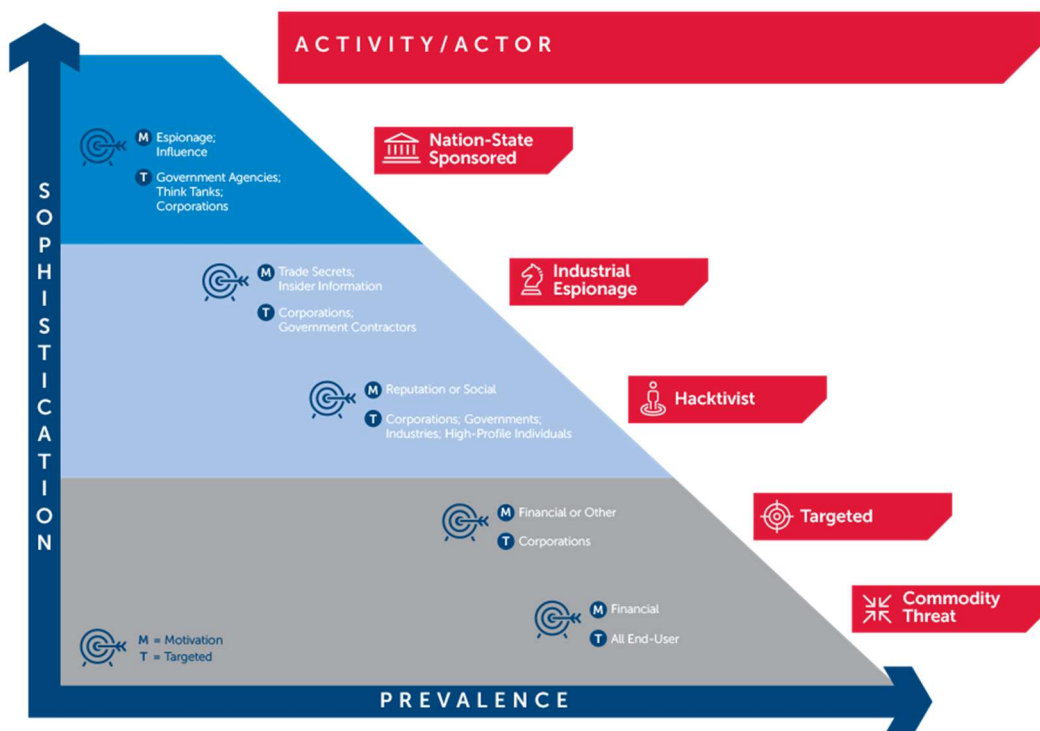 ACTIVITY/ACTOR
SOPHISTICATION
M Espionage;
Influence
T Government Agencies;
Think Tanks;
Corporations
Nation-State
Sponsored
M Trade Secrets;
Insider Information
T Corporations;
Government Contractors
Industrial
Espionage
M Reputation or Social
T Corporations; Governments;
Industries; High-Profile Individuals
Hacktivist
M Financial or Other
T Corporations
Targeted
M Financial
T All End-User
Commodity
Threat
M = Motivation
T = Targeted
PREVALENCE